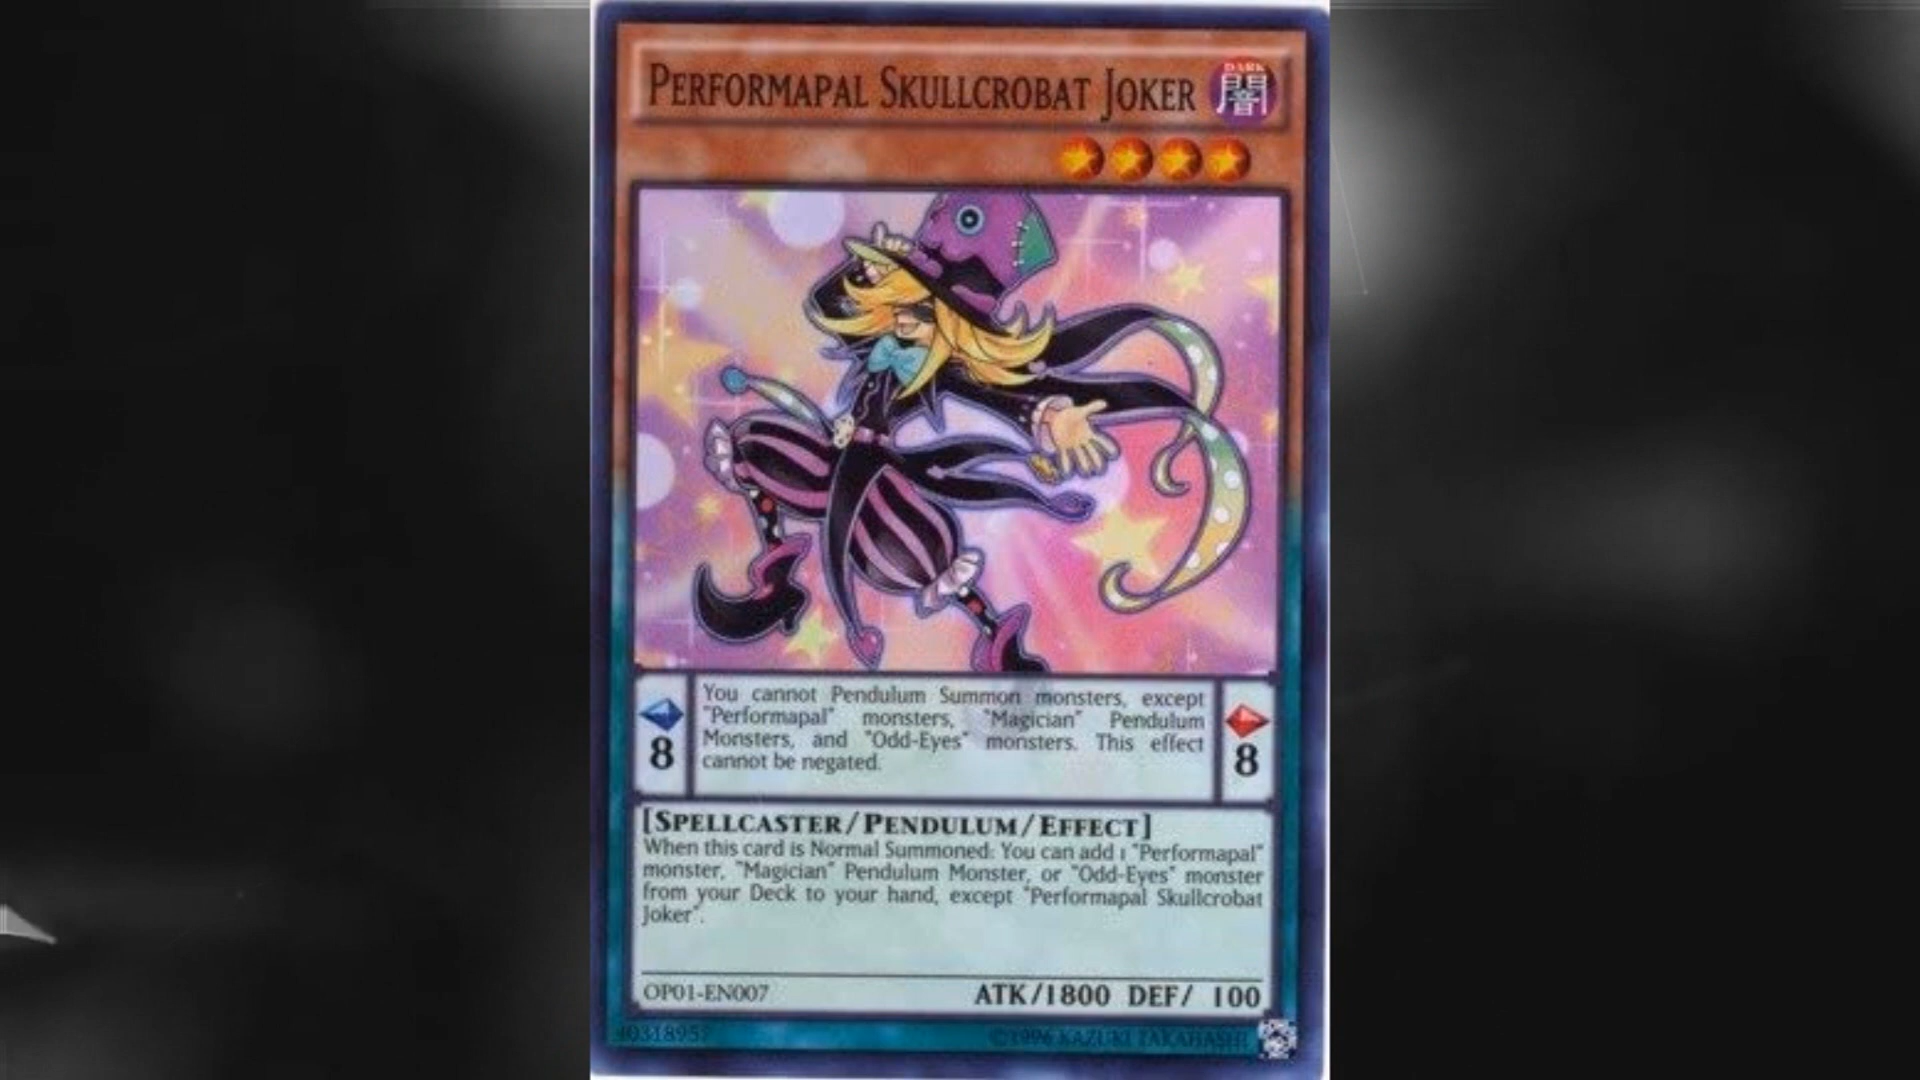 PERFORMAPAL SKULLCROBAT JOKER
DARK
闇
You cannot Pendulum Summon monsters, except
"Performapal" monsters, "Magician" Pendulum
Monsters, and "Odd-Eyes" monsters. This effect
cannot be negated.
8
8
[SPELLCASTER/PENDULUM/EFFECT]
When this card is Normal Summoned: You can add 1 "Performapal"
monster, "Magician" Pendulum Monster, or "Odd-Eyes" monster
from your Deck to your hand, except "Performapal Skullcrobat
Joker".
OP01-EN007
ATK/1800 DEF/ 100
40318957
©1996 KAZUKI TAKAHASHI